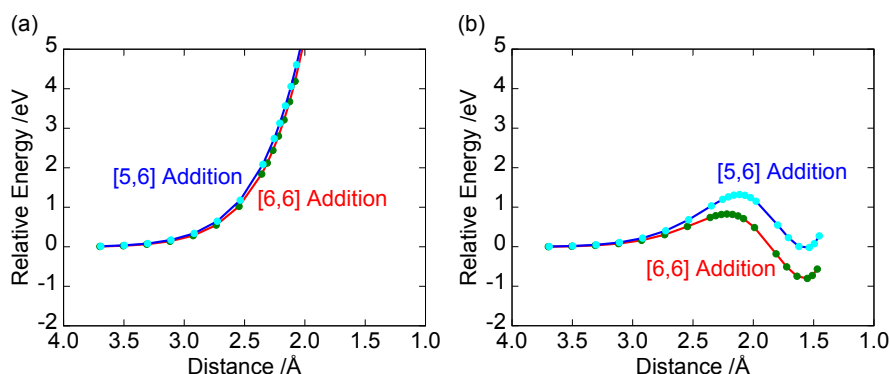 (a)
5
4
3
2
1
0
-1
-2
4.0 3.5 3.0 2.5 2.0 1.5 1.0
Relative Energy /eV
Distance /Å
[5,6] Addition
[6,6] Addition
(b)
5
4
3
2
1
0
-1
-2
4.0 3.5 3.0 2.5 2.0 1.5 1.0
Relative Energy /eV
Distance /Å
[5,6] Addition
[6,6] Addition